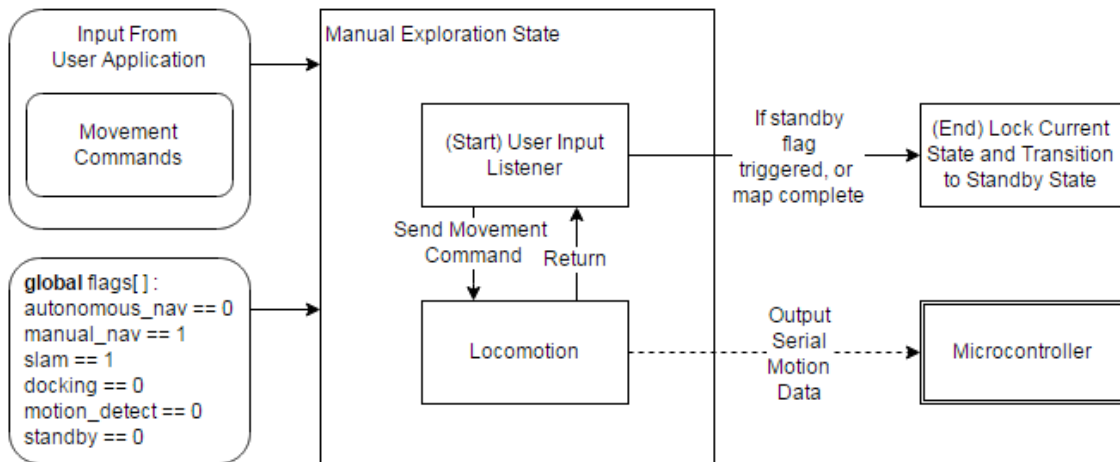 Input From
User Application
Movement
Commands
global flags[ ] :
autonomous_nav == 0
manual_nav == 1
slam == 1
docking == 0
motion_detect == 0
standby == 0
Manual Exploration State
(Start) User Input
Listener
Send Movement
Command
Return
Locomotion
If standby
flag
triggered, or
map complete
(End) Lock Current
State and Transition
to Standby State
Output
Serial
Motion
Data
Microcontroller